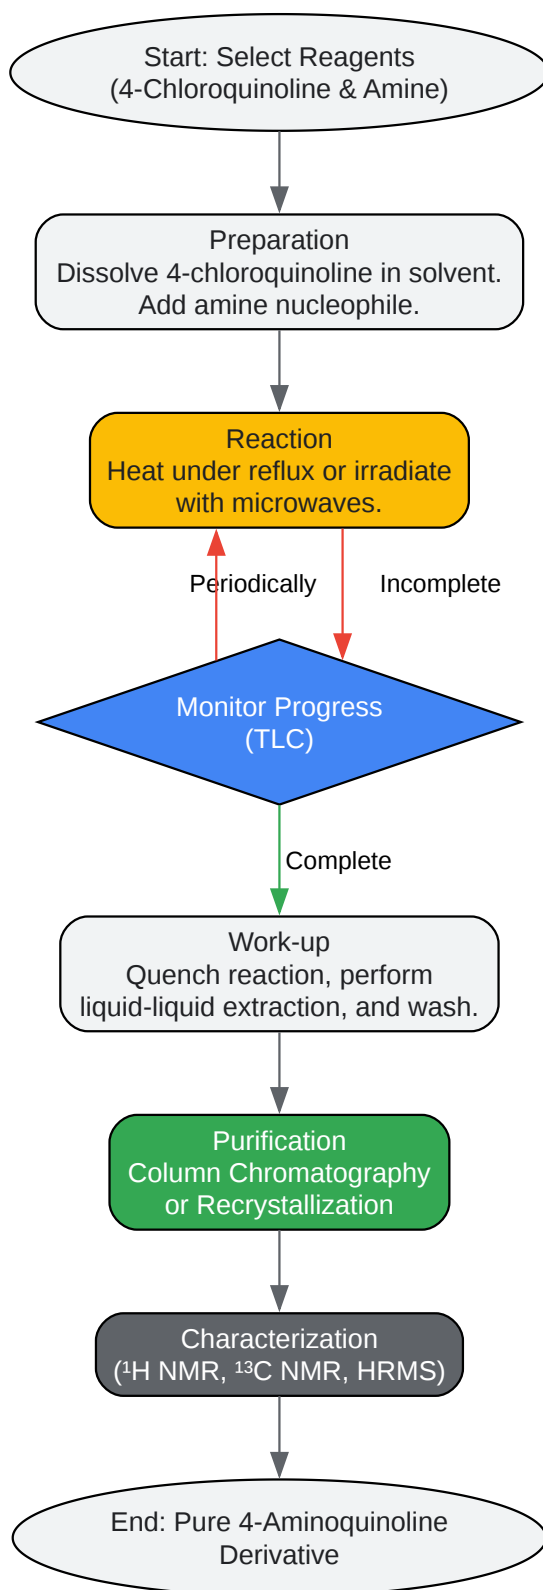 Start: Select Reagents
(4-Chloroquinoline & Amine)
Preparation
Dissolve 4-chloroquinoline in solvent.
Add amine nucleophile.
Reaction
Heat under reflux or irradiate
with microwaves.
Periodically
Incomplete
Monitor Progress
(TLC)
Complete
Work-up
Quench reaction, perform
liquid-liquid extraction, and wash.
Purification
Column Chromatography
or Recrystallization
Characterization
(¹H NMR, ¹³C NMR, HRMS)
End: Pure 4-Aminoquinoline
Derivative